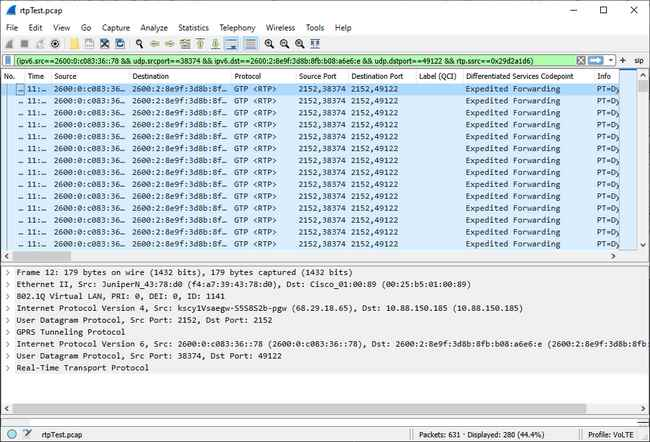 rtpTest.pcap
File Edit View Go Capture Analyze Statistics Telephony Wireless Tools Help
(ipv6.src==2600:0:c083:36::78 && udp.srcport==38374 && ipv6.dst==2600:2:8e9f:3d8b:8fb:b08:a6e6:e && udp.dstport==49122 && rtp.ssrc==0x29d2a1d6) + sip
No. Time Source Destination Protocol Source Port Destination Port Label (QCI) Differentiated Services Codepoint Info
… 11:… 2600:0:c083:36… 2600:2:8e9f:3d8b:8f… GTP <RTP> 2152,38374 2152,49122 Expedited Forwarding PT=Dy
… 11:… 2600:0:c083:36… 2600:2:8e9f:3d8b:8f… GTP <RTP> 2152,38374 2152,49122 Expedited Forwarding PT=Dy
… 11:… 2600:0:c083:36… 2600:2:8e9f:3d8b:8f… GTP <RTP> 2152,38374 2152,49122 Expedited Forwarding PT=Dy
… 11:… 2600:0:c083:36… 2600:2:8e9f:3d8b:8f… GTP <RTP> 2152,38374 2152,49122 Expedited Forwarding PT=Dy
… 11:… 2600:0:c083:36… 2600:2:8e9f:3d8b:8f… GTP <RTP> 2152,38374 2152,49122 Expedited Forwarding PT=Dy
… 11:… 2600:0:c083:36… 2600:2:8e9f:3d8b:8f… GTP <RTP> 2152,38374 2152,49122 Expedited Forwarding PT=Dy
… 11:… 2600:0:c083:36… 2600:2:8e9f:3d8b:8f… GTP <RTP> 2152,38374 2152,49122 Expedited Forwarding PT=Dy
… 11:… 2600:0:c083:36… 2600:2:8e9f:3d8b:8f… GTP <RTP> 2152,38374 2152,49122 Expedited Forwarding PT=Dy
… 11:… 2600:0:c083:36… 2600:2:8e9f:3d8b:8f… GTP <RTP> 2152,38374 2152,49122 Expedited Forwarding PT=Dy
… 11:… 2600:0:c083:36… 2600:2:8e9f:3d8b:8f… GTP <RTP> 2152,38374 2152,49122 Expedited Forwarding PT=Dy
… 11:… 2600:0:c083:36… 2600:2:8e9f:3d8b:8f… GTP <RTP> 2152,38374 2152,49122 Expedited Forwarding PT=Dy
… 11:… 2600:0:c083:36… 2600:2:8e9f:3d8b:8f… GTP <RTP> 2152,38374 2152,49122 Expedited Forwarding PT=Dy
… 11:… 2600:0:c083:36… 2600:2:8e9f:3d8b:8f… GTP <RTP> 2152,38374 2152,49122 Expedited Forwarding PT=Dy
… 11:… 2600:0:c083:36… 2600:2:8e9f:3d8b:8f… GTP <RTP> 2152,38374 2152,49122 Expedited Forwarding PT=Dy
> Frame 12: 179 bytes on wire (1432 bits), 179 bytes captured (1432 bits)
> Ethernet II, Src: JuniperN_43:78:d0 (f4:a7:39:43:78:d0), Dst: Cisco_01:00:89 (00:25:b5:01:00:89)
> 802.1Q Virtual LAN, PRI: 0, DEI: 0, ID: 1141
> Internet Protocol Version 4, Src: kscy1Vsaegw-S5S8S2b-pgw (68.29.18.65), Dst: 10.88.150.185 (10.88.150.185)
> User Datagram Protocol, Src Port: 2152, Dst Port: 2152
> GPRS Tunneling Protocol
> Internet Protocol Version 6, Src: 2600:0:c083:36::78 (2600:0:c083:36::78), Dst: 2600:2:8e9f:3d8b:8fb:b08:a6e6:e (2600:2:8e9f:3d8b:8fb
> User Datagram Protocol, Src Port: 38374, Dst Port: 49122
> Real-Time Transport Protocol
rtpTest.pcap Packets: 631 · Displayed: 280 (44.4%) Profile: VoLTE